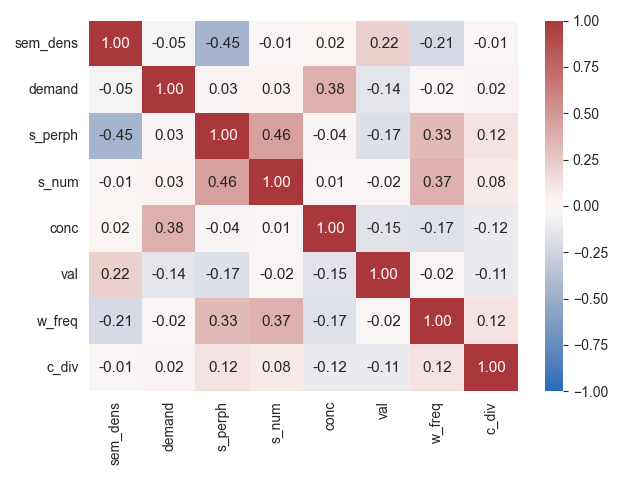 sem_dens 1.00 -0.05 -0.45 -0.01 0.02 0.22 -0.21 -0.01
demand -0.05 1.00 0.03 0.03 0.38 -0.14 -0.02 0.02
s_perph -0.45 0.03 1.00 0.46 -0.04 -0.17 0.33 0.12
s_num -0.01 0.03 0.46 1.00 0.01 -0.02 0.37 0.08
conc 0.02 0.38 -0.04 0.01 1.00 -0.15 -0.17 -0.12
val 0.22 -0.14 -0.17 -0.02 -0.15 1.00 -0.02 -0.11
w_freq -0.21 -0.02 0.33 0.37 -0.17 -0.02 1.00 0.12
c_div -0.01 0.02 0.12 0.08 -0.12 -0.11 0.12 1.00
sem_dens demand s_perph s_num conc val w_freq c_div
1.00
0.75
0.50
0.25
0.00
−0.25
−0.50
−0.75
−1.00